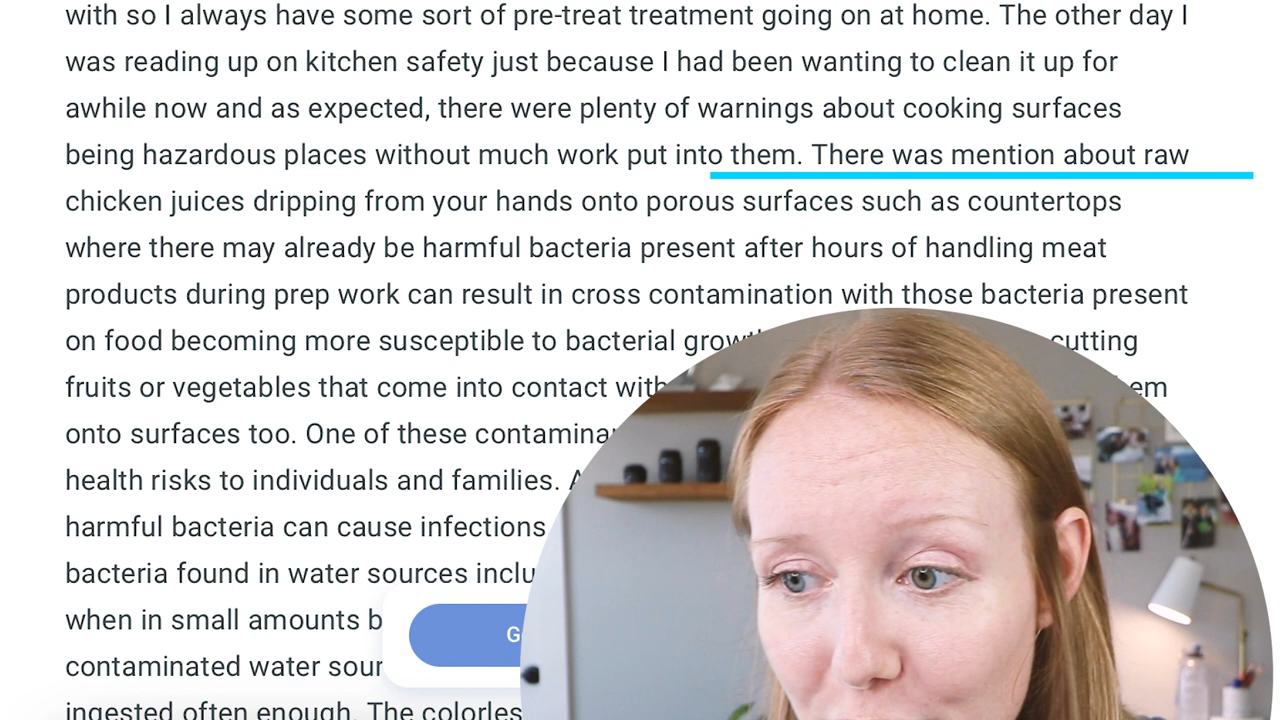 with so I always have some sort of pre-treat treatment going on at home. The other day I
was reading up on kitchen safety just because I had been wanting to clean it up for
awhile now and as expected, there were plenty of warnings about cooking surfaces
being hazardous places without much work put into them. There was mention about raw
chicken juices dripping from your hands onto porous surfaces such as countertops
where there may already be harmful bacteria present after hours of handling meat
products during prep work can result in cross contamination with those bacteria present
on food becoming more susceptible to bacterial cutting
fruits or vegetables that come into contact with
onto surfaces too. One of these
health risks to individuals and families.
harmful bacteria can cause infections
bacteria found in water sources
when in small amounts
contaminated water
ingested often enough. The